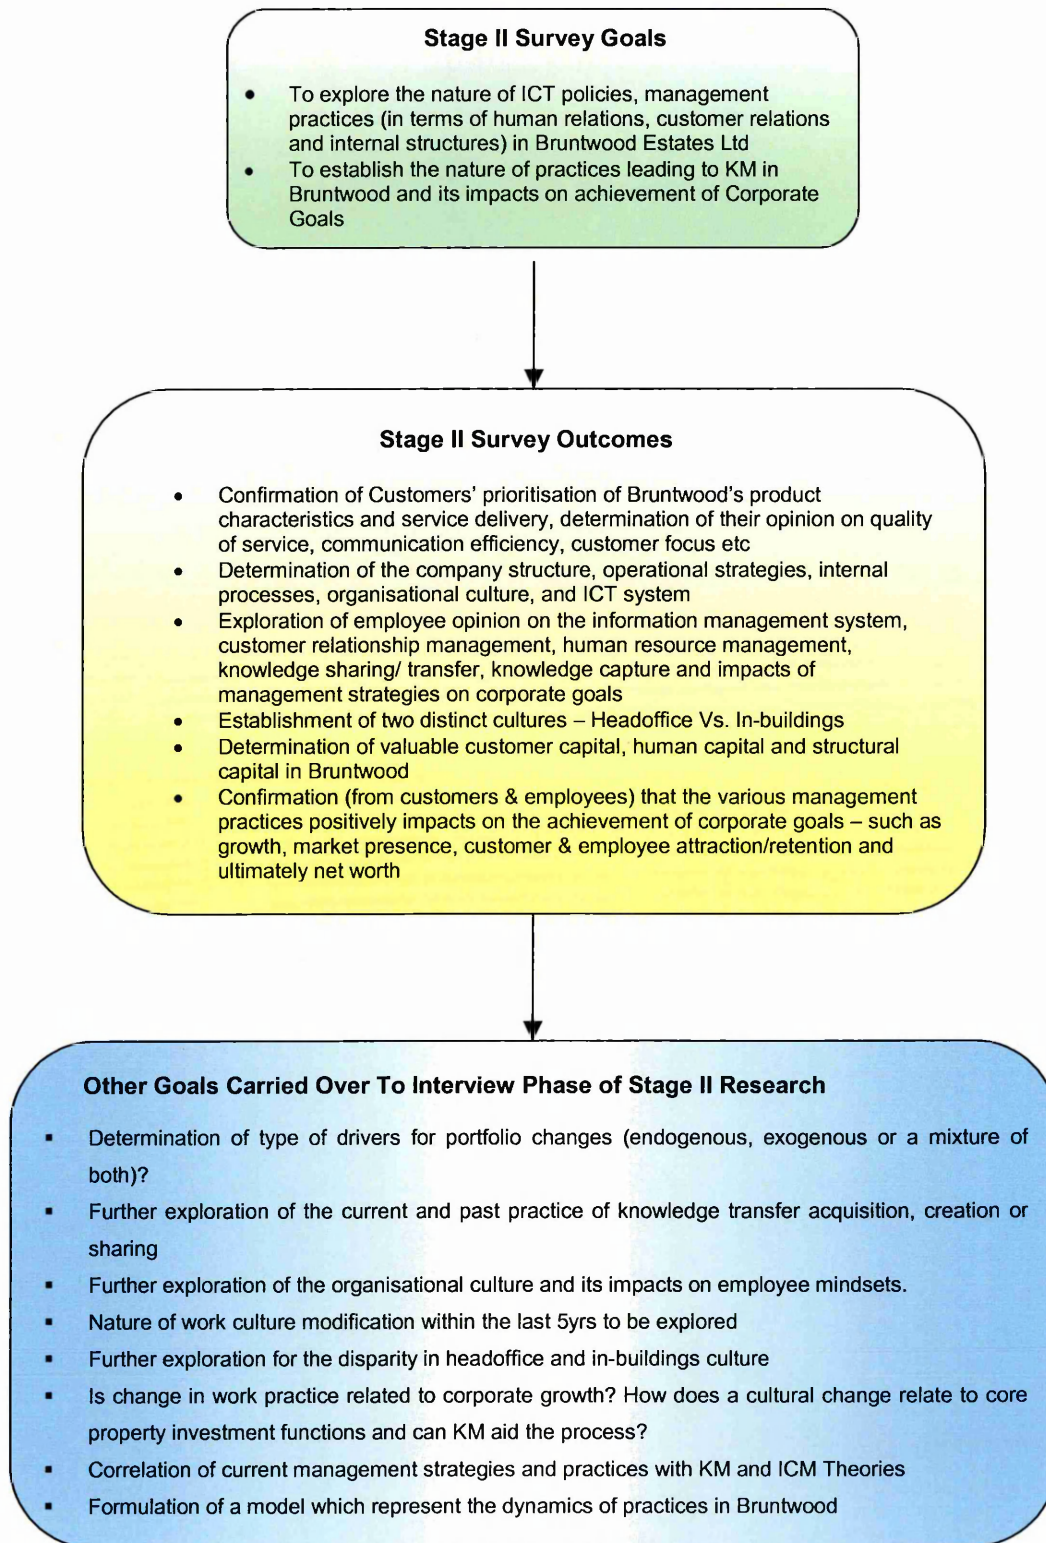 Stage II Survey Goals
• To explore the nature of ICT policies, management
practices (in terms of human relations, customer relations
and internal structures) in Bruntwood Estates Ltd
• To establish the nature of practices leading to KM in
Bruntwood and its impacts on achievement of Corporate
Goals
Stage II Survey Outcomes
• Confirmation of Customers' prioritisation of Bruntwood's product
characteristics and service delivery, determination of their opinion on quality
of service, communication efficiency, customer focus etc
• Determination of the company structure, operational strategies, internal
processes, organisational culture, and ICT system
• Exploration of employee opinion on the information management system,
customer relationship management, human resource management,
knowledge sharing/ transfer, knowledge capture and impacts of
management strategies on corporate goals
• Establishment of two distinct cultures – Headoffice Vs. In-buildings
• Determination of valuable customer capital, human capital and structural
capital in Bruntwood
• Confirmation (from customers & employees) that the various management
practices positively impacts on the achievement of corporate goals – such as
growth, market presence, customer & employee attraction/retention and
ultimately net worth
Other Goals Carried Over To Interview Phase of Stage II Research
▪ Determination of type of drivers for portfolio changes (endogenous, exogenous or a mixture of
both)?
▪ Further exploration of the current and past practice of knowledge transfer acquisition, creation or
sharing
▪ Further exploration of the organisational culture and its impacts on employee mindsets.
▪ Nature of work culture modification within the last 5yrs to be explored
▪ Further exploration for the disparity in headoffice and in-buildings culture
▪ Is change in work practice related to corporate growth? How does a cultural change relate to core
property investment functions and can KM aid the process?
▪ Correlation of current management strategies and practices with KM and ICM Theories
▪ Formulation of a model which represent the dynamics of practices in Bruntwood